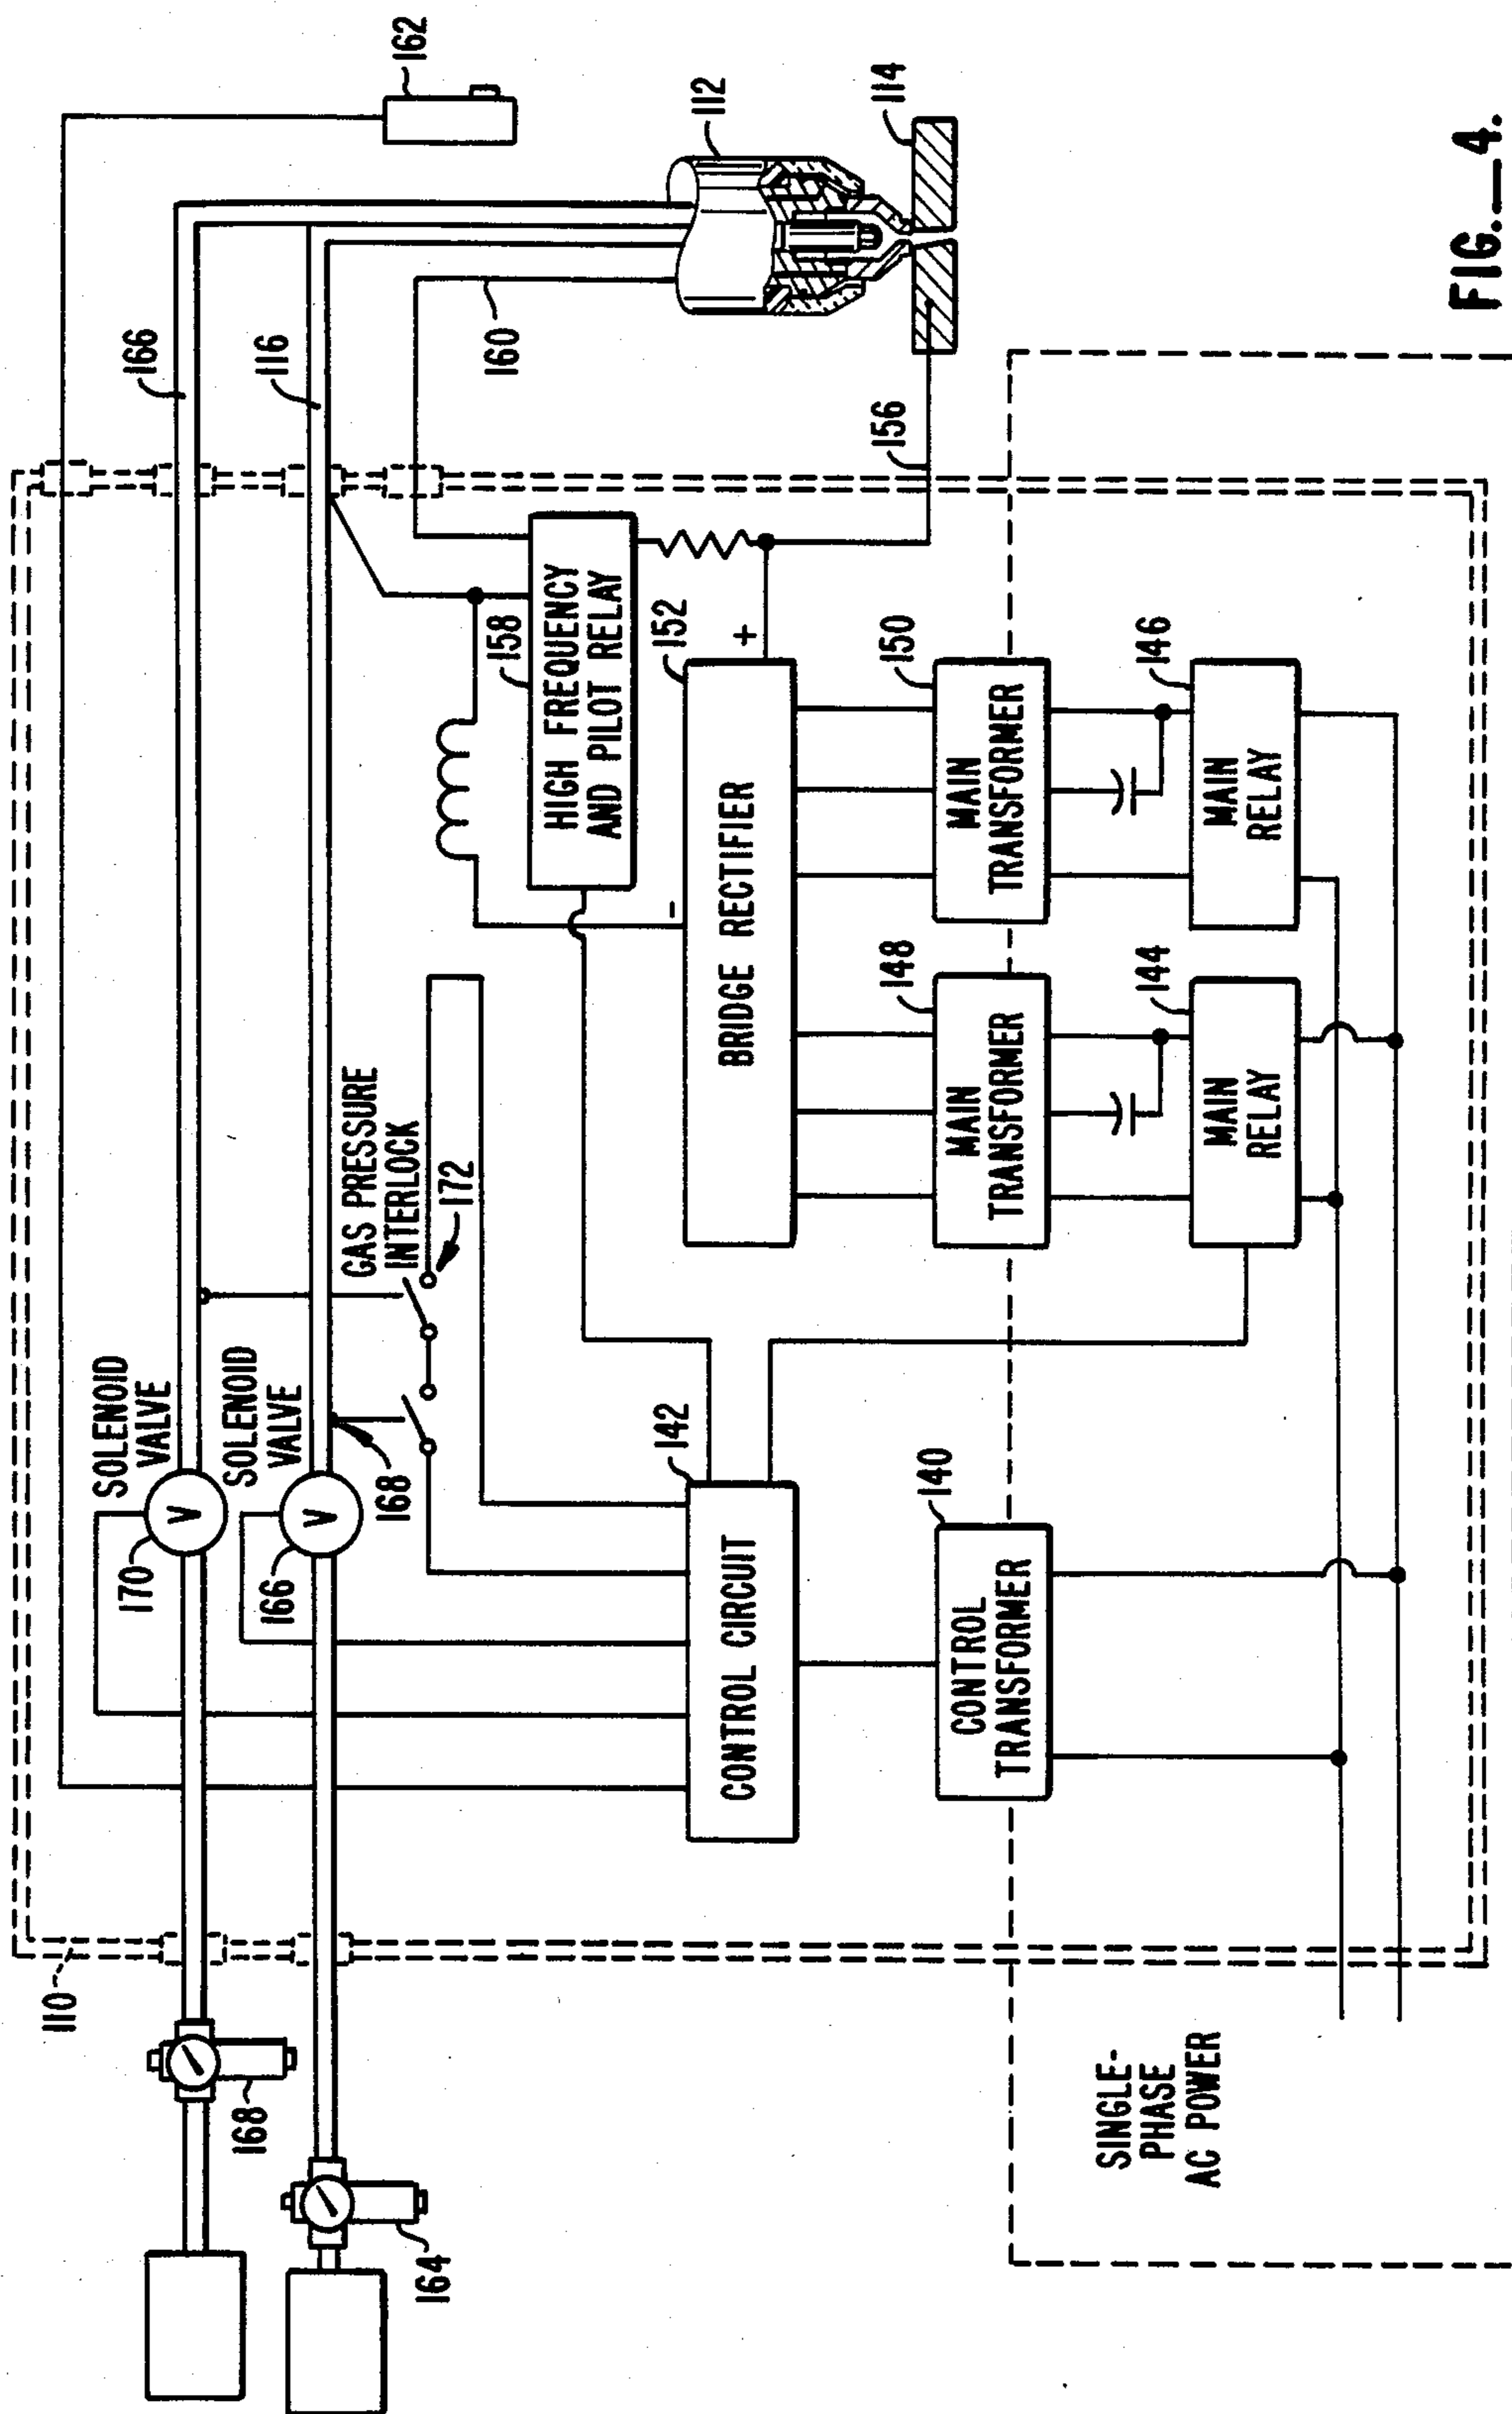 110
168
164
170
SOLENOID
VALVE
166
SOLENOID
VALVE
V
V
168
GAS PRESSURE
INTERLOCK
172
166
116
160
162
112
114
156
158
HIGH FREQUENCY
AND PILOT RELAY
142
CONTROL CIRCUIT
152
BRIDGE RECTIFIER
-
+
140
CONTROL
TRANSFORMER
148
MAIN
TRANSFORMER
150
MAIN
TRANSFORMER
144
MAIN
RELAY
146
MAIN
RELAY
SINGLE-
PHASE
AC POWER
FIG._4.